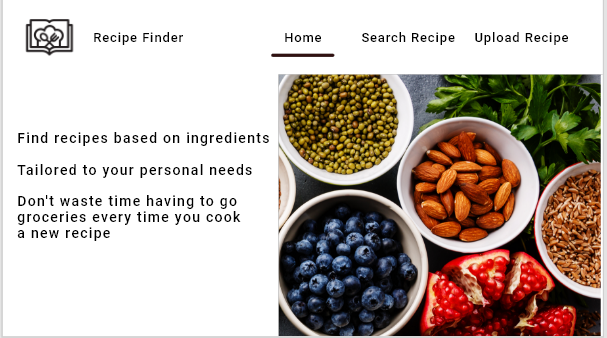 Recipe Finder
Home
Search Recipe
Upload Recipe
Find recipes based on ingredients
Tailored to your personal needs
Don't waste time having to go
groceries every time you cook
a new recipe